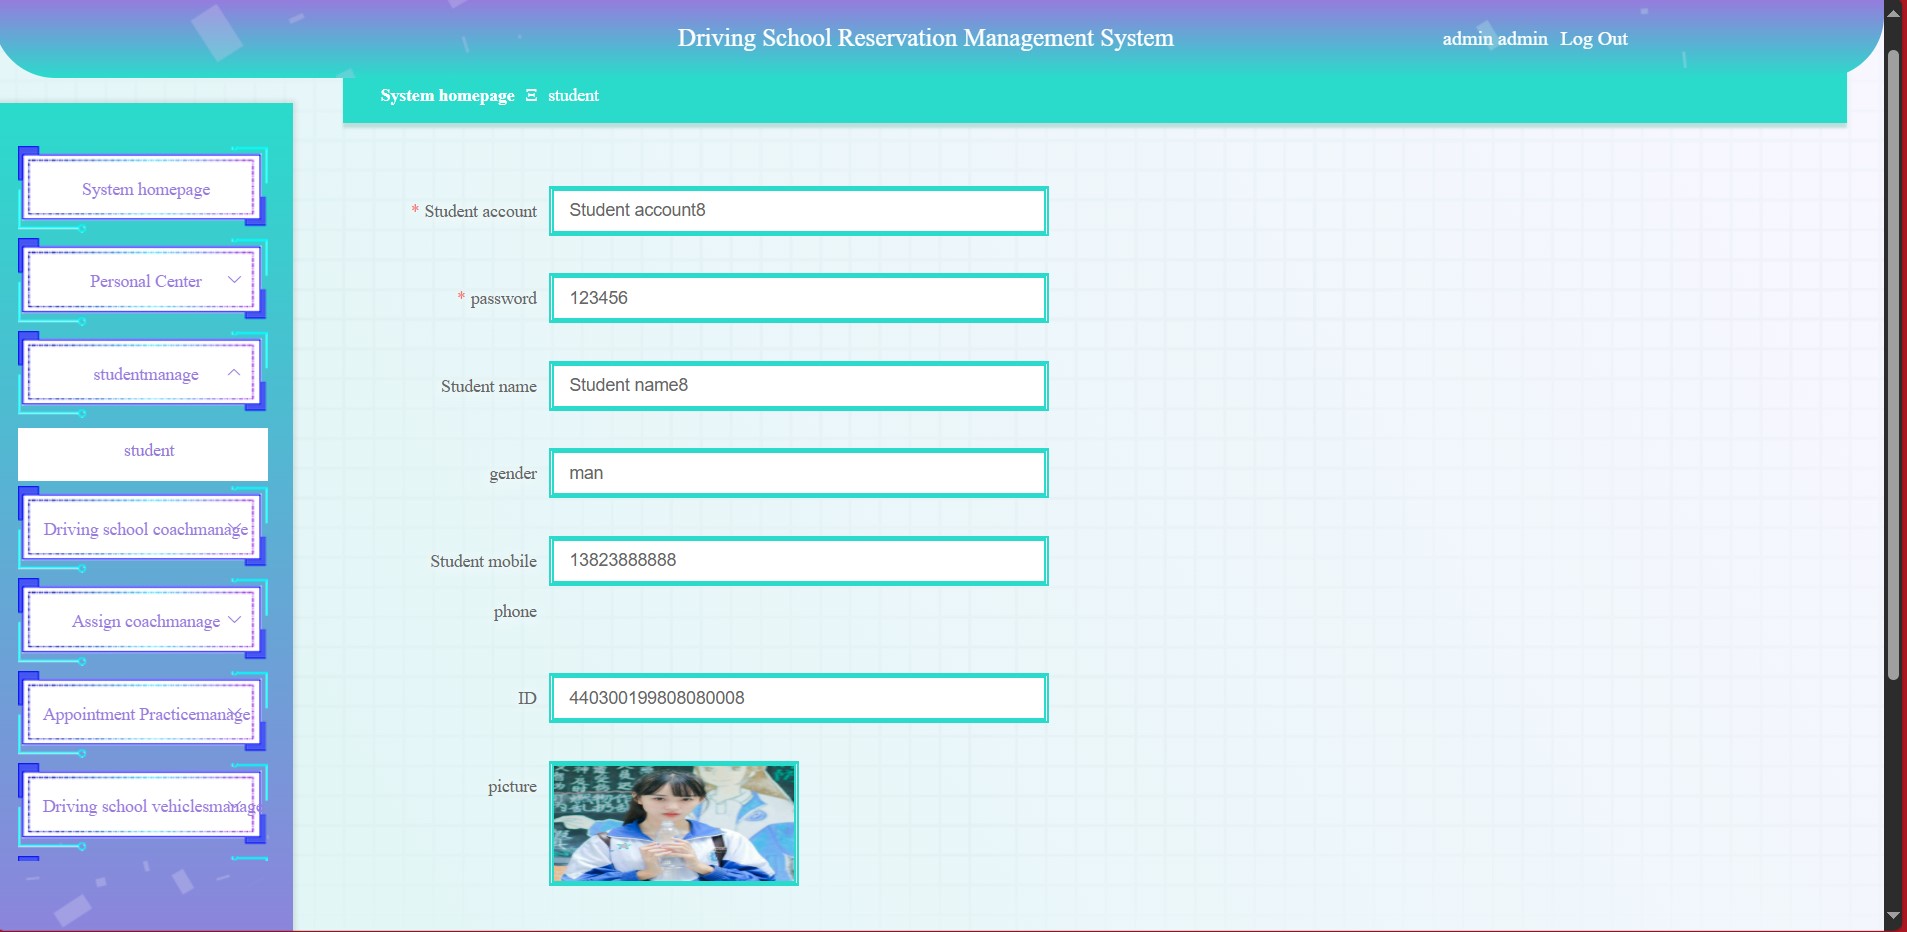 Driving School Reservation Management System
admin admin Log Out
System homepage Ξ student
System homepage
Personal Center
studentmanage
student
Driving school coachmanage
Assign coachmanage
Appointment Practicemanage
Driving school vehiclesmanage
* Student account
Student account8
* password
123456
Student name
Student name8
gender
man
Student mobile
phone
13823888888
ID
440300199808080008
picture